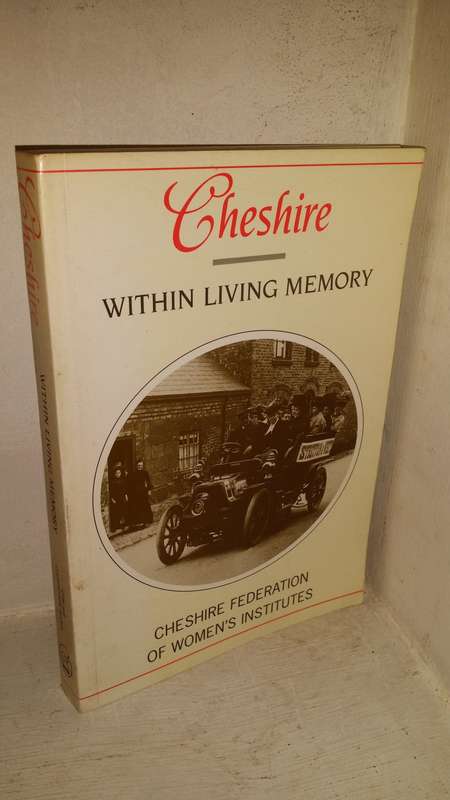 Cheshire
WITHIN LIVING MEMORY
CHESHIRE FEDERATION
OF WOMEN'S INSTITUTES
Cheshire
WITHIN LIVING MEMORY